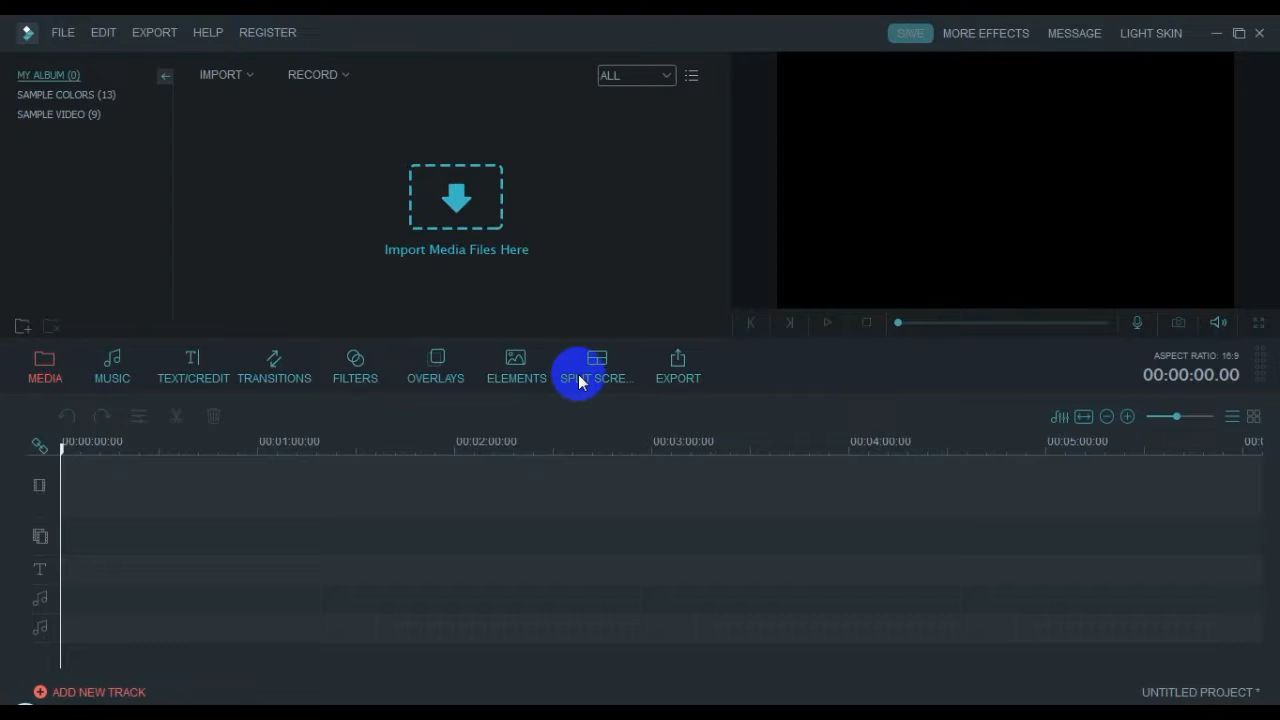 FILE EDIT EXPORT HELP REGISTER SAVE MORE EFFECTS MESSAGE LIGHT SKIN
MY ALBUM (0)
SAMPLE COLORS (13)
SAMPLE VIDEO (9)
IMPORT RECORD ALL
Import Media Files Here
MEDIA MUSIC TEXT/CREDIT TRANSITIONS FILTERS OVERLAYS ELEMENTS SPLIT SCRE... EXPORT
ASPECT RATIO: 16:9
00:00:00.00
00:00:00:00 00:01:00:00 00:02:00:00 00:03:00:00 00:04:00:00 00:05:00:00 00:0
ADD NEW TRACK
UNTITLED PROJECT *